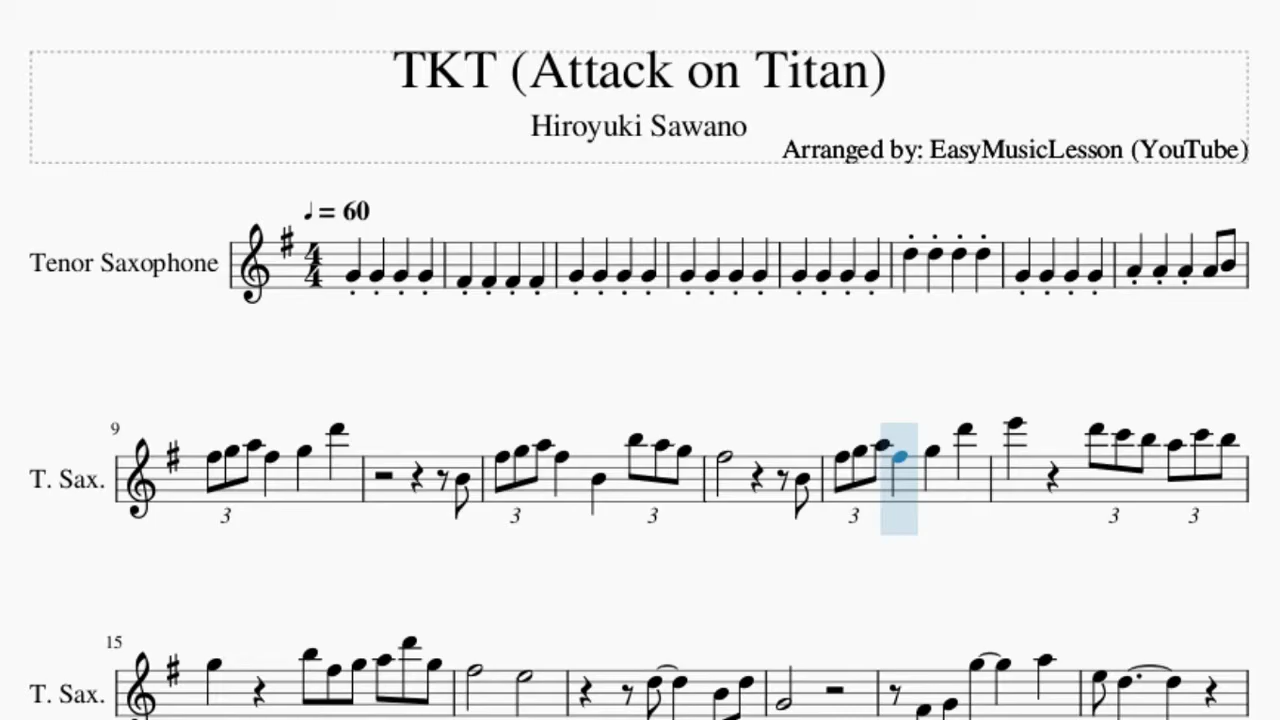 TKT (Attack on Titan)
Hiroyuki Sawano
Arranged by: EasyMusicLesson (YouTube)
♩ = 60
Tenor Saxophone
4
4
9
T. Sax.
3
3
3
3
3
3
15
T. Sax.